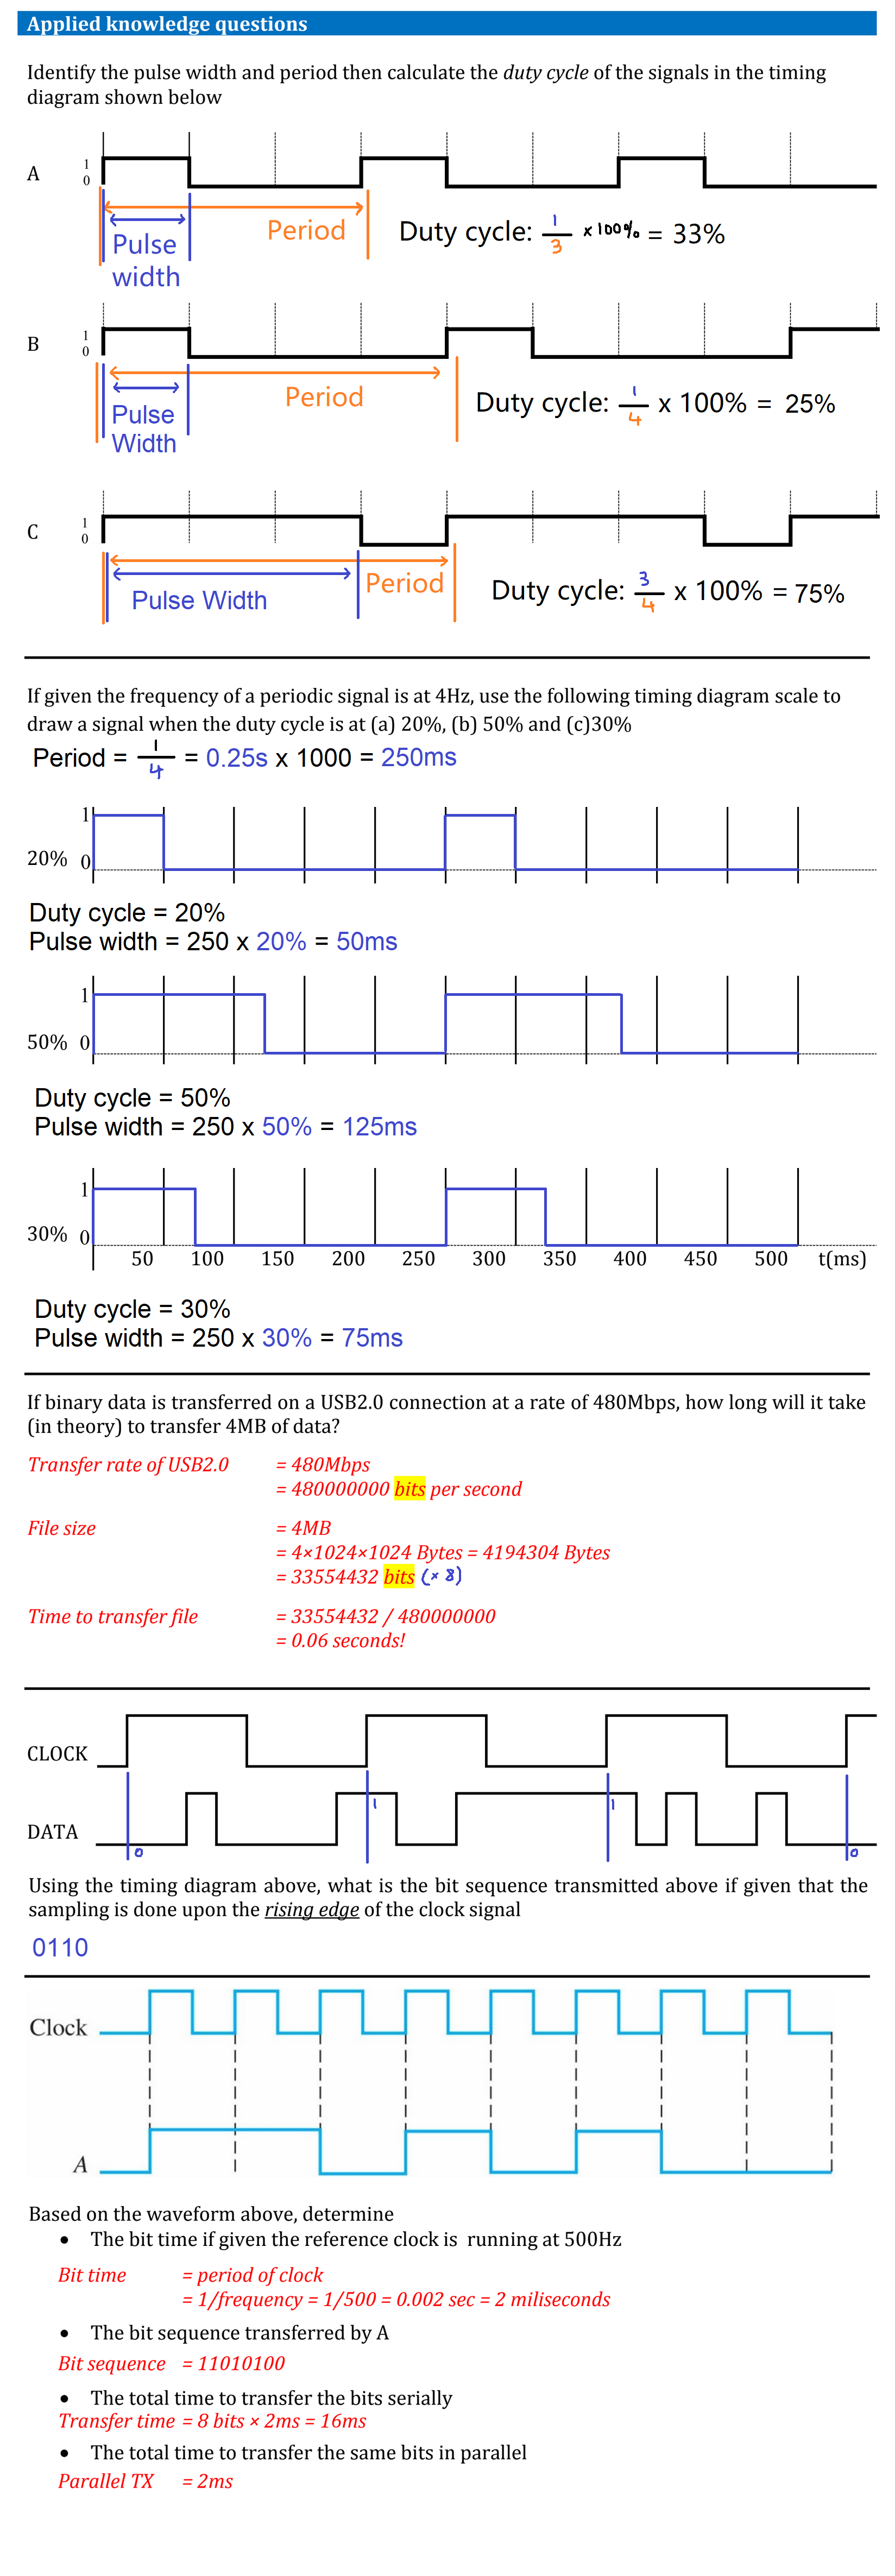 Applied knowledge questions
Identify the pulse width and period then calculate the duty cycle of the signals in the timing
diagram shown below
A 1
0
Period
Pulse
width
Duty cycle: 1/3 x100% = 33%
B 1
0
Period
Pulse
Width
Duty cycle: 1/4 x 100% = 25%
C 1
0
Period
Pulse Width
Duty cycle: 3/4 x 100% = 75%
If given the frequency of a periodic signal is at 4Hz, use the following timing diagram scale to
draw a signal when the duty cycle is at (a) 20%, (b) 50% and (c)30%
Period = 1/4 = 0.25s x 1000 = 250ms
1
20% 0
Duty cycle = 20%
Pulse width = 250 x 20% = 50ms
1
50% 0
Duty cycle = 50%
Pulse width = 250 x 50% = 125ms
1
30% 0
50 100 150 200 250 300 350 400 450 500 t(ms)
Duty cycle = 30%
Pulse width = 250 x 30% = 75ms
If binary data is transferred on a USB2.0 connection at a rate of 480Mbps, how long will it take
(in theory) to transfer 4MB of data?
Transfer rate of USB2.0 = 480Mbps
= 480000000 bits per second
File size = 4MB
= 4×1024×1024 Bytes = 4194304 Bytes
= 33554432 bits (× 8)
Time to transfer file = 33554432 / 480000000
= 0.06 seconds!
CLOCK
DATA
0 1 1 0
Using the timing diagram above, what is the bit sequence transmitted above if given that the
sampling is done upon the rising edge of the clock signal
0110
Clock
A
Based on the waveform above, determine
• The bit time if given the reference clock is running at 500Hz
Bit time = period of clock
= 1/frequency = 1/500 = 0.002 sec = 2 miliseconds
• The bit sequence transferred by A
Bit sequence = 11010100
• The total time to transfer the bits serially
Transfer time = 8 bits × 2ms = 16ms
• The total time to transfer the same bits in parallel
Parallel TX = 2ms